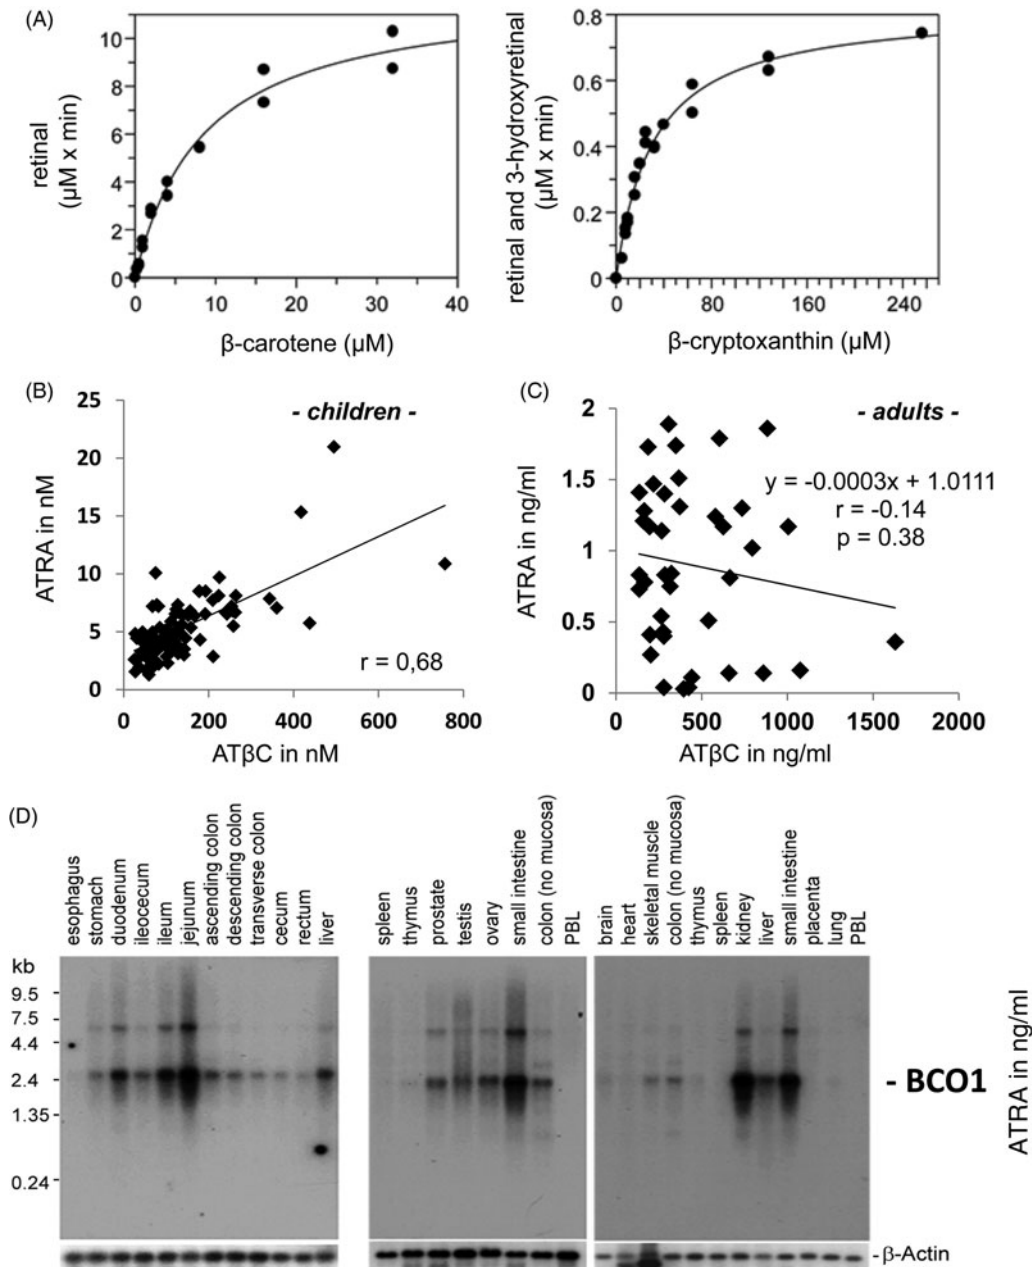 (A)
retinal
(µM x min)
10
8
6
4
2
0
0 10 20 30 40
β-carotene (µM)
retinal and 3-hydroxyretinal
(µM x min)
0.8
0.6
0.4
0.2
0
0 80 160 240
β-cryptoxanthin (µM)
(B)
- children -
ATRA in nM
25
20
15
10
5
0
r = 0,68
0 200 400 600 800
ATβC in nM
(C)
- adults -
ATRA in ng/ml
2
1.5
1
0.5
0
y = -0.0003x + 1.0111
r = -0.14
p = 0.38
0 500 1000 1500 2000
ATβC in ng/ml
(D)
esophagus
stomach
duodenum
ileocecum
ileum
jejunum
ascending colon
descending colon
transverse colon
cecum
rectum
liver
spleen
thymus
prostate
testis
ovary
small intestine
colon (no mucosa)
PBL
brain
heart
skeletal muscle
colon (no mucosa)
thymus
spleen
kidney
liver
small intestine
placenta
lung
PBL
kb
9.5 -
7.5 -
4.4 -
2.4 -
1.35 -
0.24 -
- BCO1
ATRA in ng/ml
- β-Actin